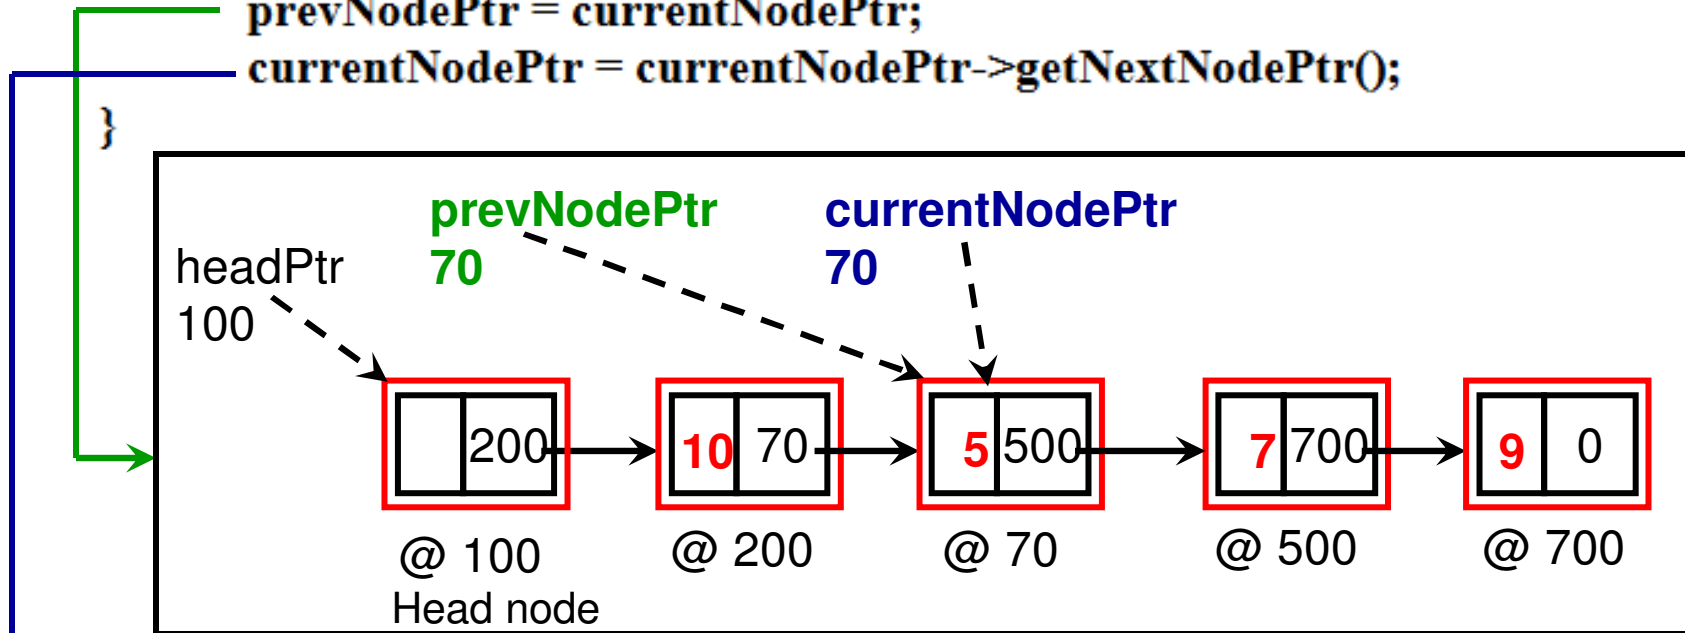 prevNodePtr = currentNodePtr;
currentNodePtr = currentNodePtr->getNextNodePtr();
}
prevNodePtr currentNodePtr
headPtr 70 70
100
200 10 70 5 500 7 700 9 0
@ 100 @ 200 @ 70 @ 500 @ 700
Head node